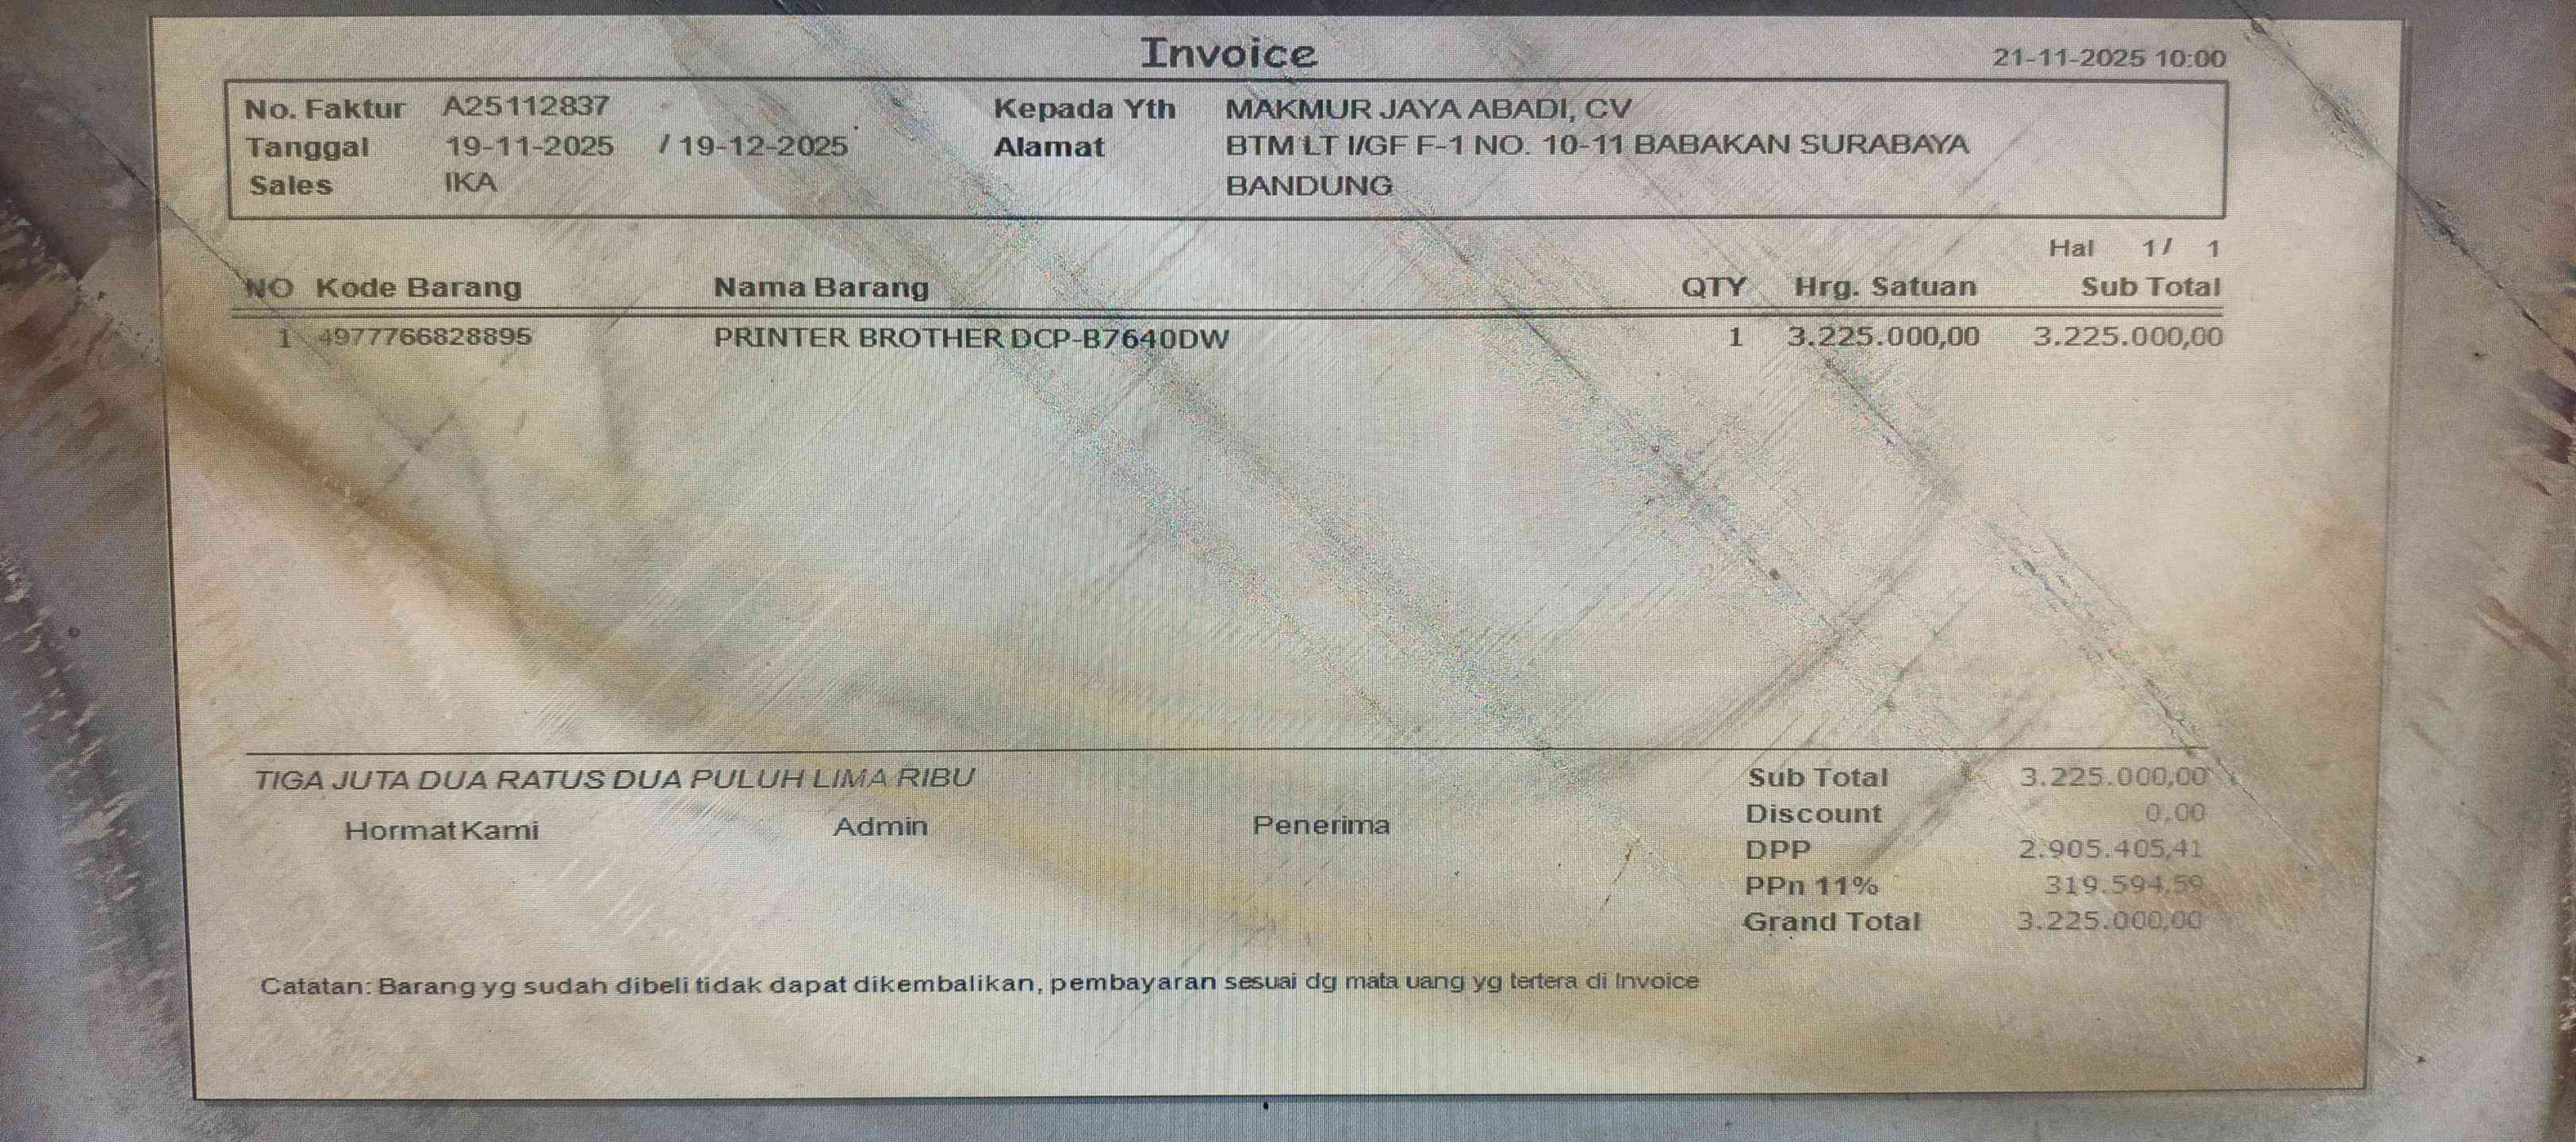 Invoice
21-11-2025 10:00
No. Faktur A25112837 Kepada Yth MAKMUR JAYA ABADI, CV
Tanggal 19-11-2025 / 19-12-2025 Alamat BTM LT I/GF F-1 NO. 10-11 BABAKAN SURABAYA
Sales IKA BANDUNG
Hal 1 / 1
NO Kode Barang Nama Barang QTY Hrg. Satuan Sub Total
1 4977766828895 PRINTER BROTHER DCP-B7640DW 1 3.225.000,00 3.225.000,00
TIGA JUTA DUA RATUS DUA PULUH LIMA RIBU Sub Total 3.225.000,00
Hormat Kami Admin Penerima Discount 0,00
DPP 2.905.405,41
PPn 11% 319.594,59
Grand Total 3.225.000,00
Catatan: Barang yg sudah dibeli tidak dapat dikembalikan, pembayaran sesuai dg mata uang yg tertera di Invoice